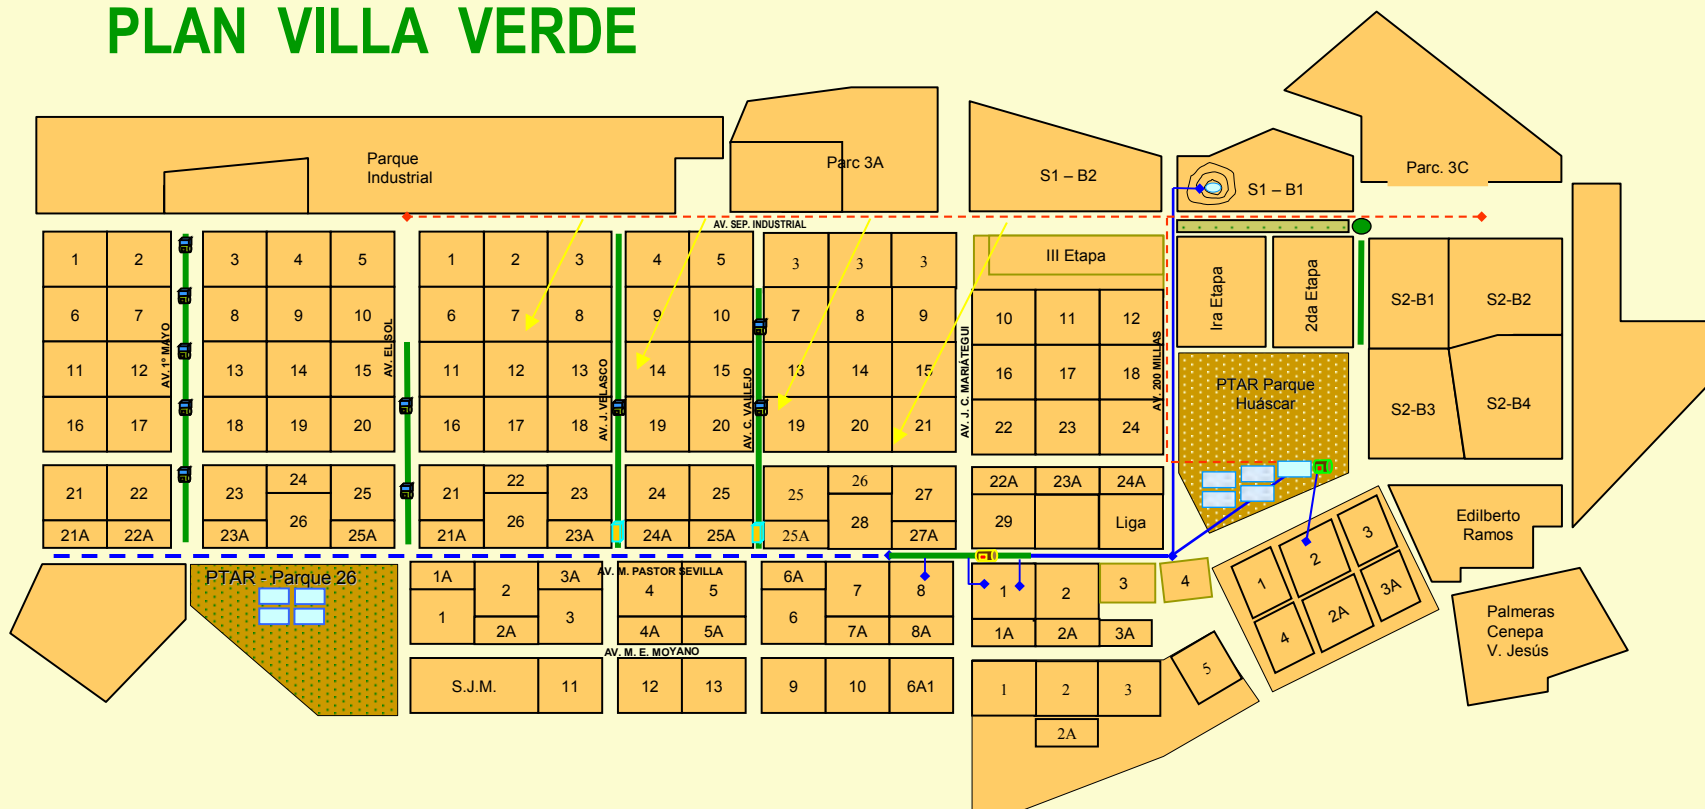 PLAN VILLA VERDE
Parque
Industrial
Parc 3A
S1 – B2
S1 – B1
Parc. 3C
AV. SEP. INDUSTRIAL
1 2 3 4 5 1 2 3 4 5 3 3 3 III Etapa
6 7 8 9 10 6 7 8 9 10 7 8 9 10 11 12
11 12 13 14 15 11 12 13 14 15 13 14 15 16 17 18
16 17 18 19 20 16 17 18 19 20 19 20 21 22 23 24
AV. 1º MAYO
AV. EL SOL
AV. J. VELASCO
AV. C. VALLEJO
AV. J. C. MARIÁTEGUI
AV. 200 MILLAS
Ira Etapa
2da Etapa
S2-B1 S2-B2
S2-B3 S2-B4
PTAR Parque
Huáscar
24 22 26 22A 23A 24A
21 22 23 25 21 23 24 25 25 27
26 26 28 29 Liga
21A 22A 23A 25A 21A 23A 24A 25A 25A 27A
Edilberto
Ramos
AV. M. PASTOR SEVILLA
PTAR - Parque 26
1A 2 3A 4 5 6A 7 8 1 2 3 4
1 3 6
2A 4A 5A 7A 8A 1A 2A 3A
1 2 3
4 2A 3A
Palmeras
Cenepa
V. Jesús
AV. M. E. MOYANO
S.J.M. 11 12 13 9 10 6A1 1 2 3 5
2A